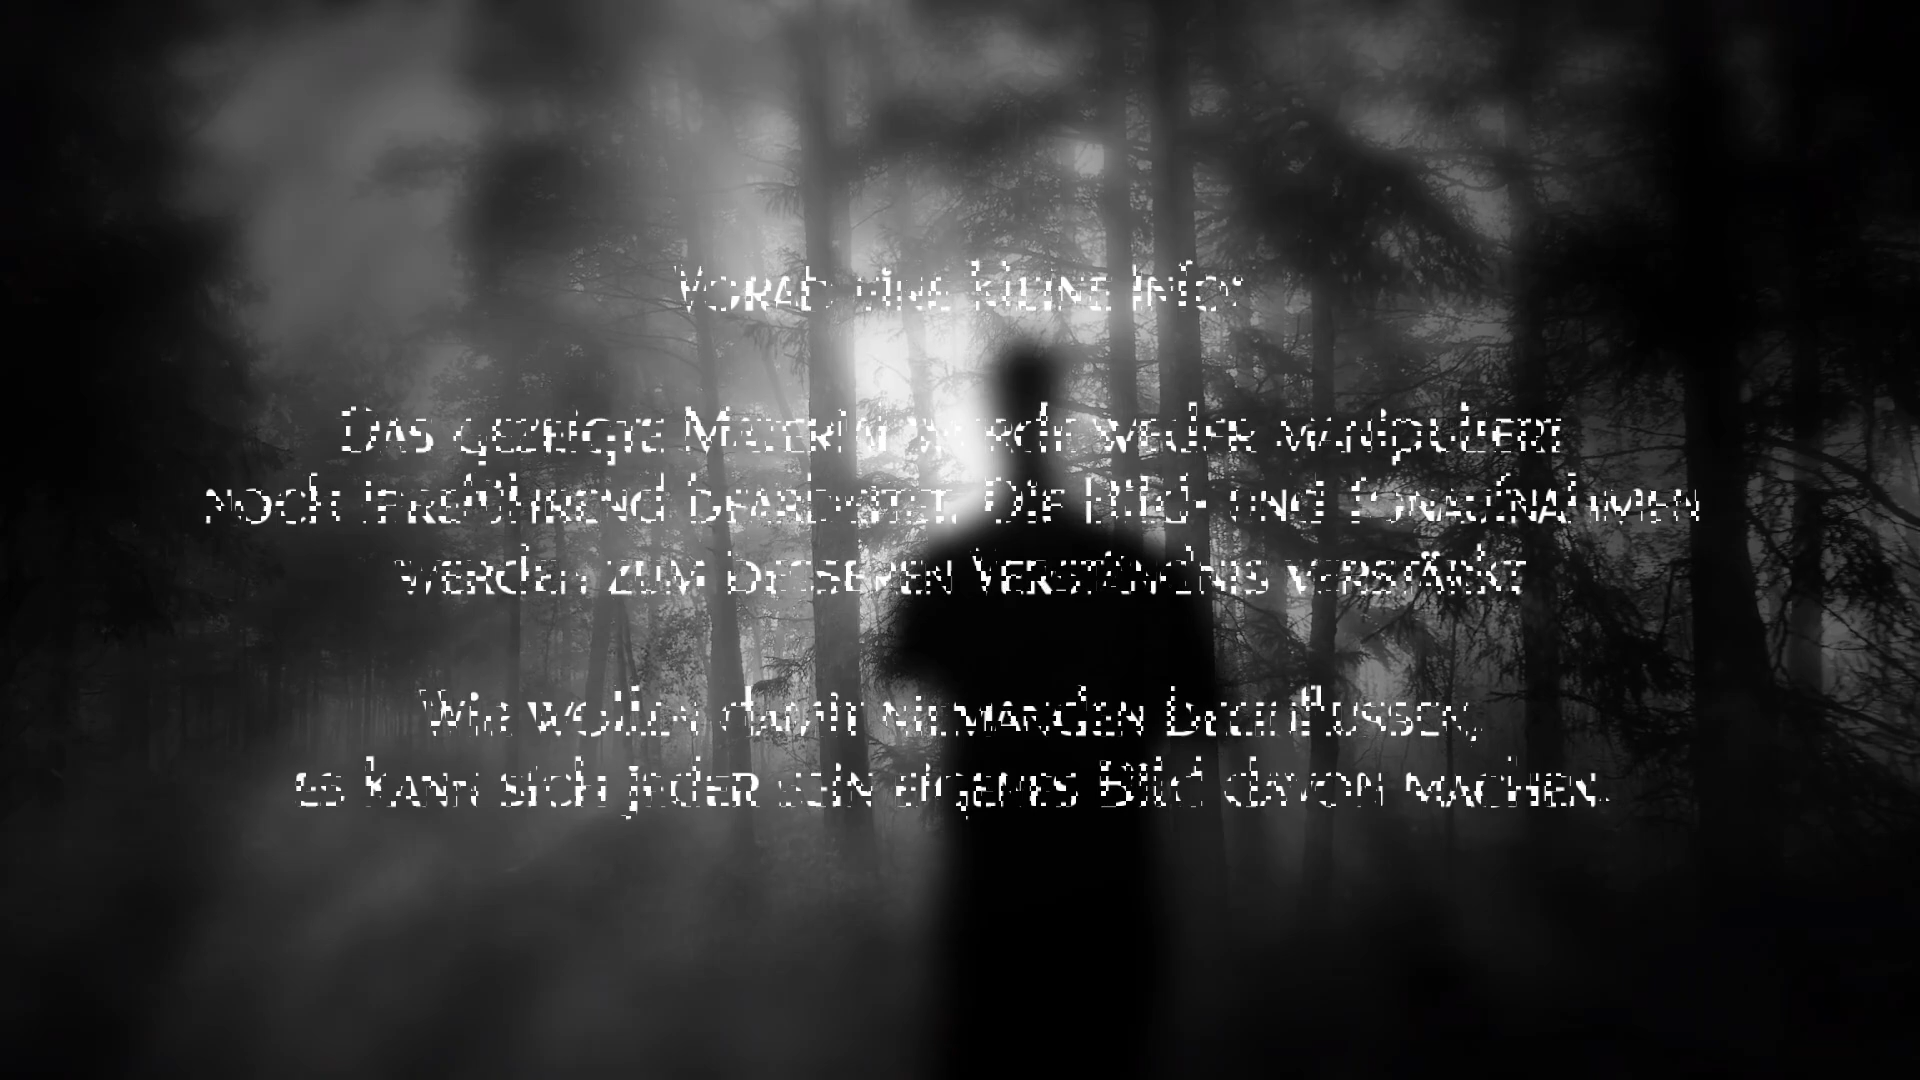 Vorab eine kleine Info:
Das gezeigte Material wurde weder manipuliert
noch irreführend bearbeitet. Die Bild- und Tonaufnahmen
werden zum besseren Verständnis verstärkt.
Wir wollen damit niemanden beeinflussen,
es kann sich jeder sein eigenes Bild davon machen.